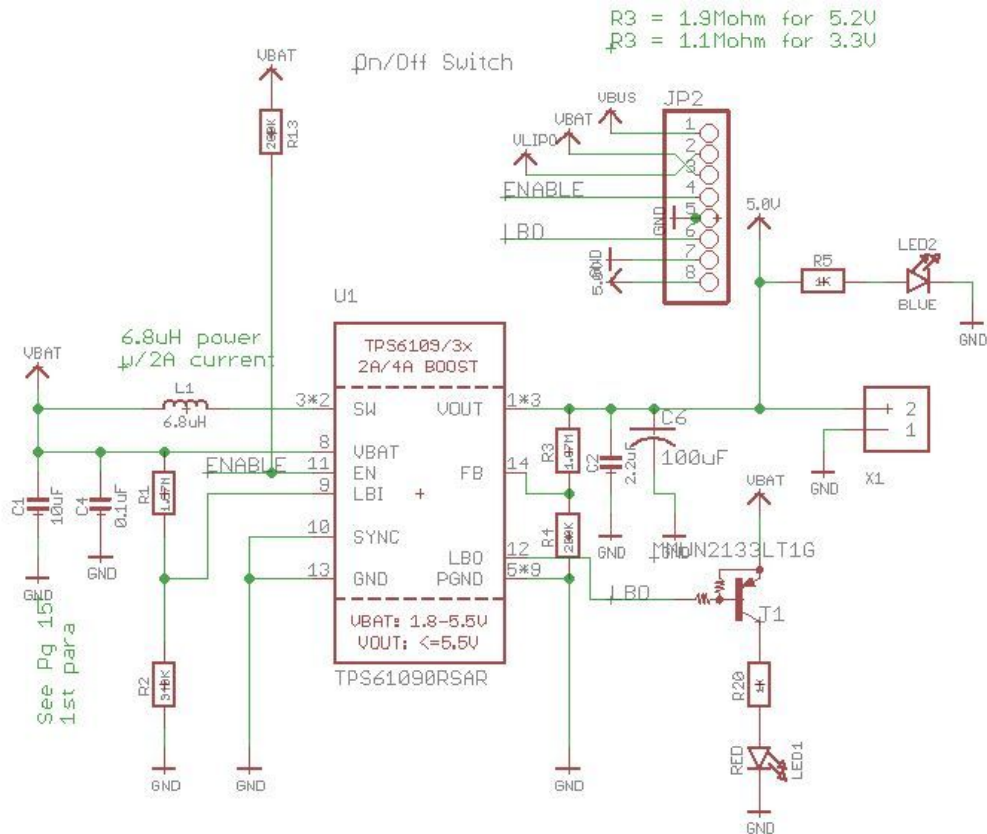 R3 = 1.9Mohm for 5.2V
R3 = 1.1Mohm for 3.3V
On/Off Switch
VBAT
R13
JP2
VBUS
VBAT
VLIPO
ENABLE
LBO
GND
GND
5.0V
1
2
3
4
5
6
7
8
5.0V
R5
1K
LED2
BLUE
GND
U1
TPS6109/3x
2A/4A BOOST
6.8uH power
w/2A current
VBAT
L1
6.8uH
3*2
SW
VOUT
1*3
8
VBAT
ENABLE
11
EN
FB
14
9
LBI
10
SYNC
LBO
12
13
GND
PGND
5*9
VBAT: 1.8-5.5V
VOUT: <=5.5V
TPS61090RSAR
C1
10uF
GND
C4
0.1uF
GND
R1
R2
GND
GND
See Pg 15
1st para
R3
R4
C2
2.2uF
GND
C6
100uF
GND
GND
2
1
X1
GND
VBAT
MMUN2133LT1G
LBO
J1
R20
1K
RED
LED1
GND